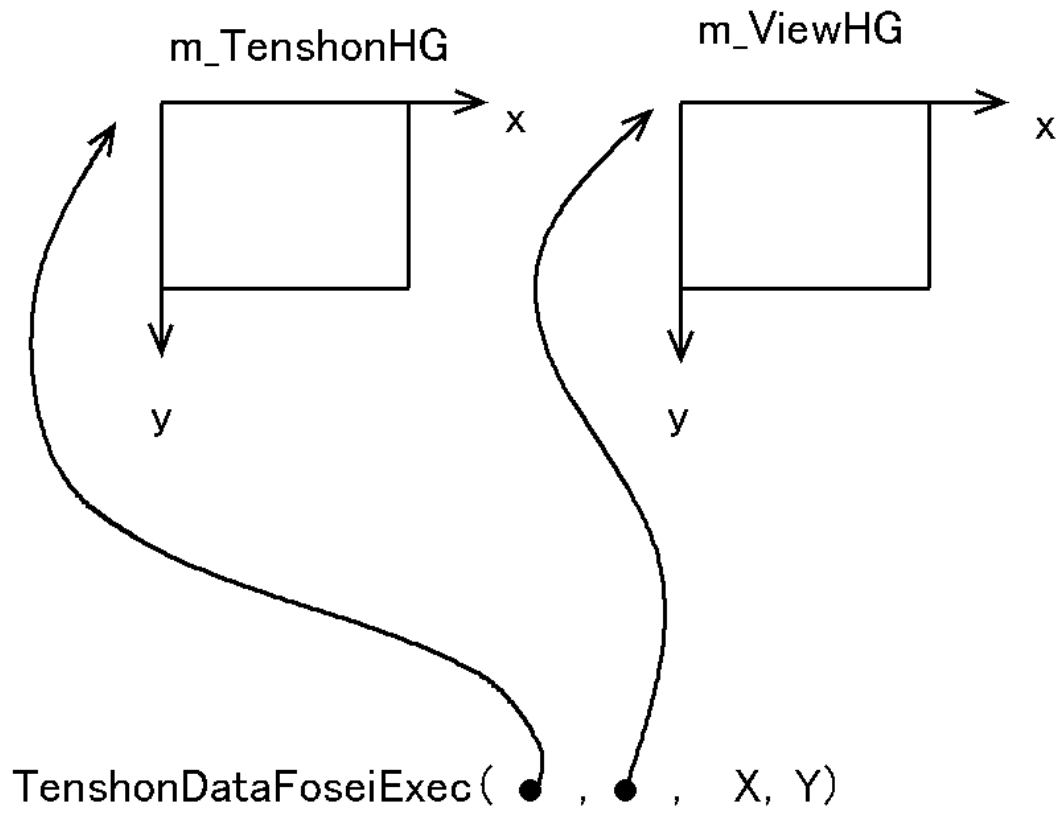 m_TenshonHG
m_ViewHG
x
x
y
y
TenshonDataFoseiExec( , , X, Y)